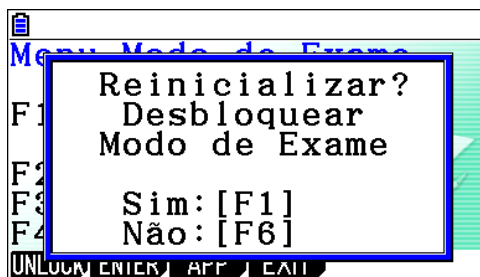 Menu Modo de Exame
Reinicializar?
Desbloquear
Modo de Exame
F1
F2
F3
Sim:[F1]
F4
Não:[F6]
UNLOCK ENTER APP EXIT